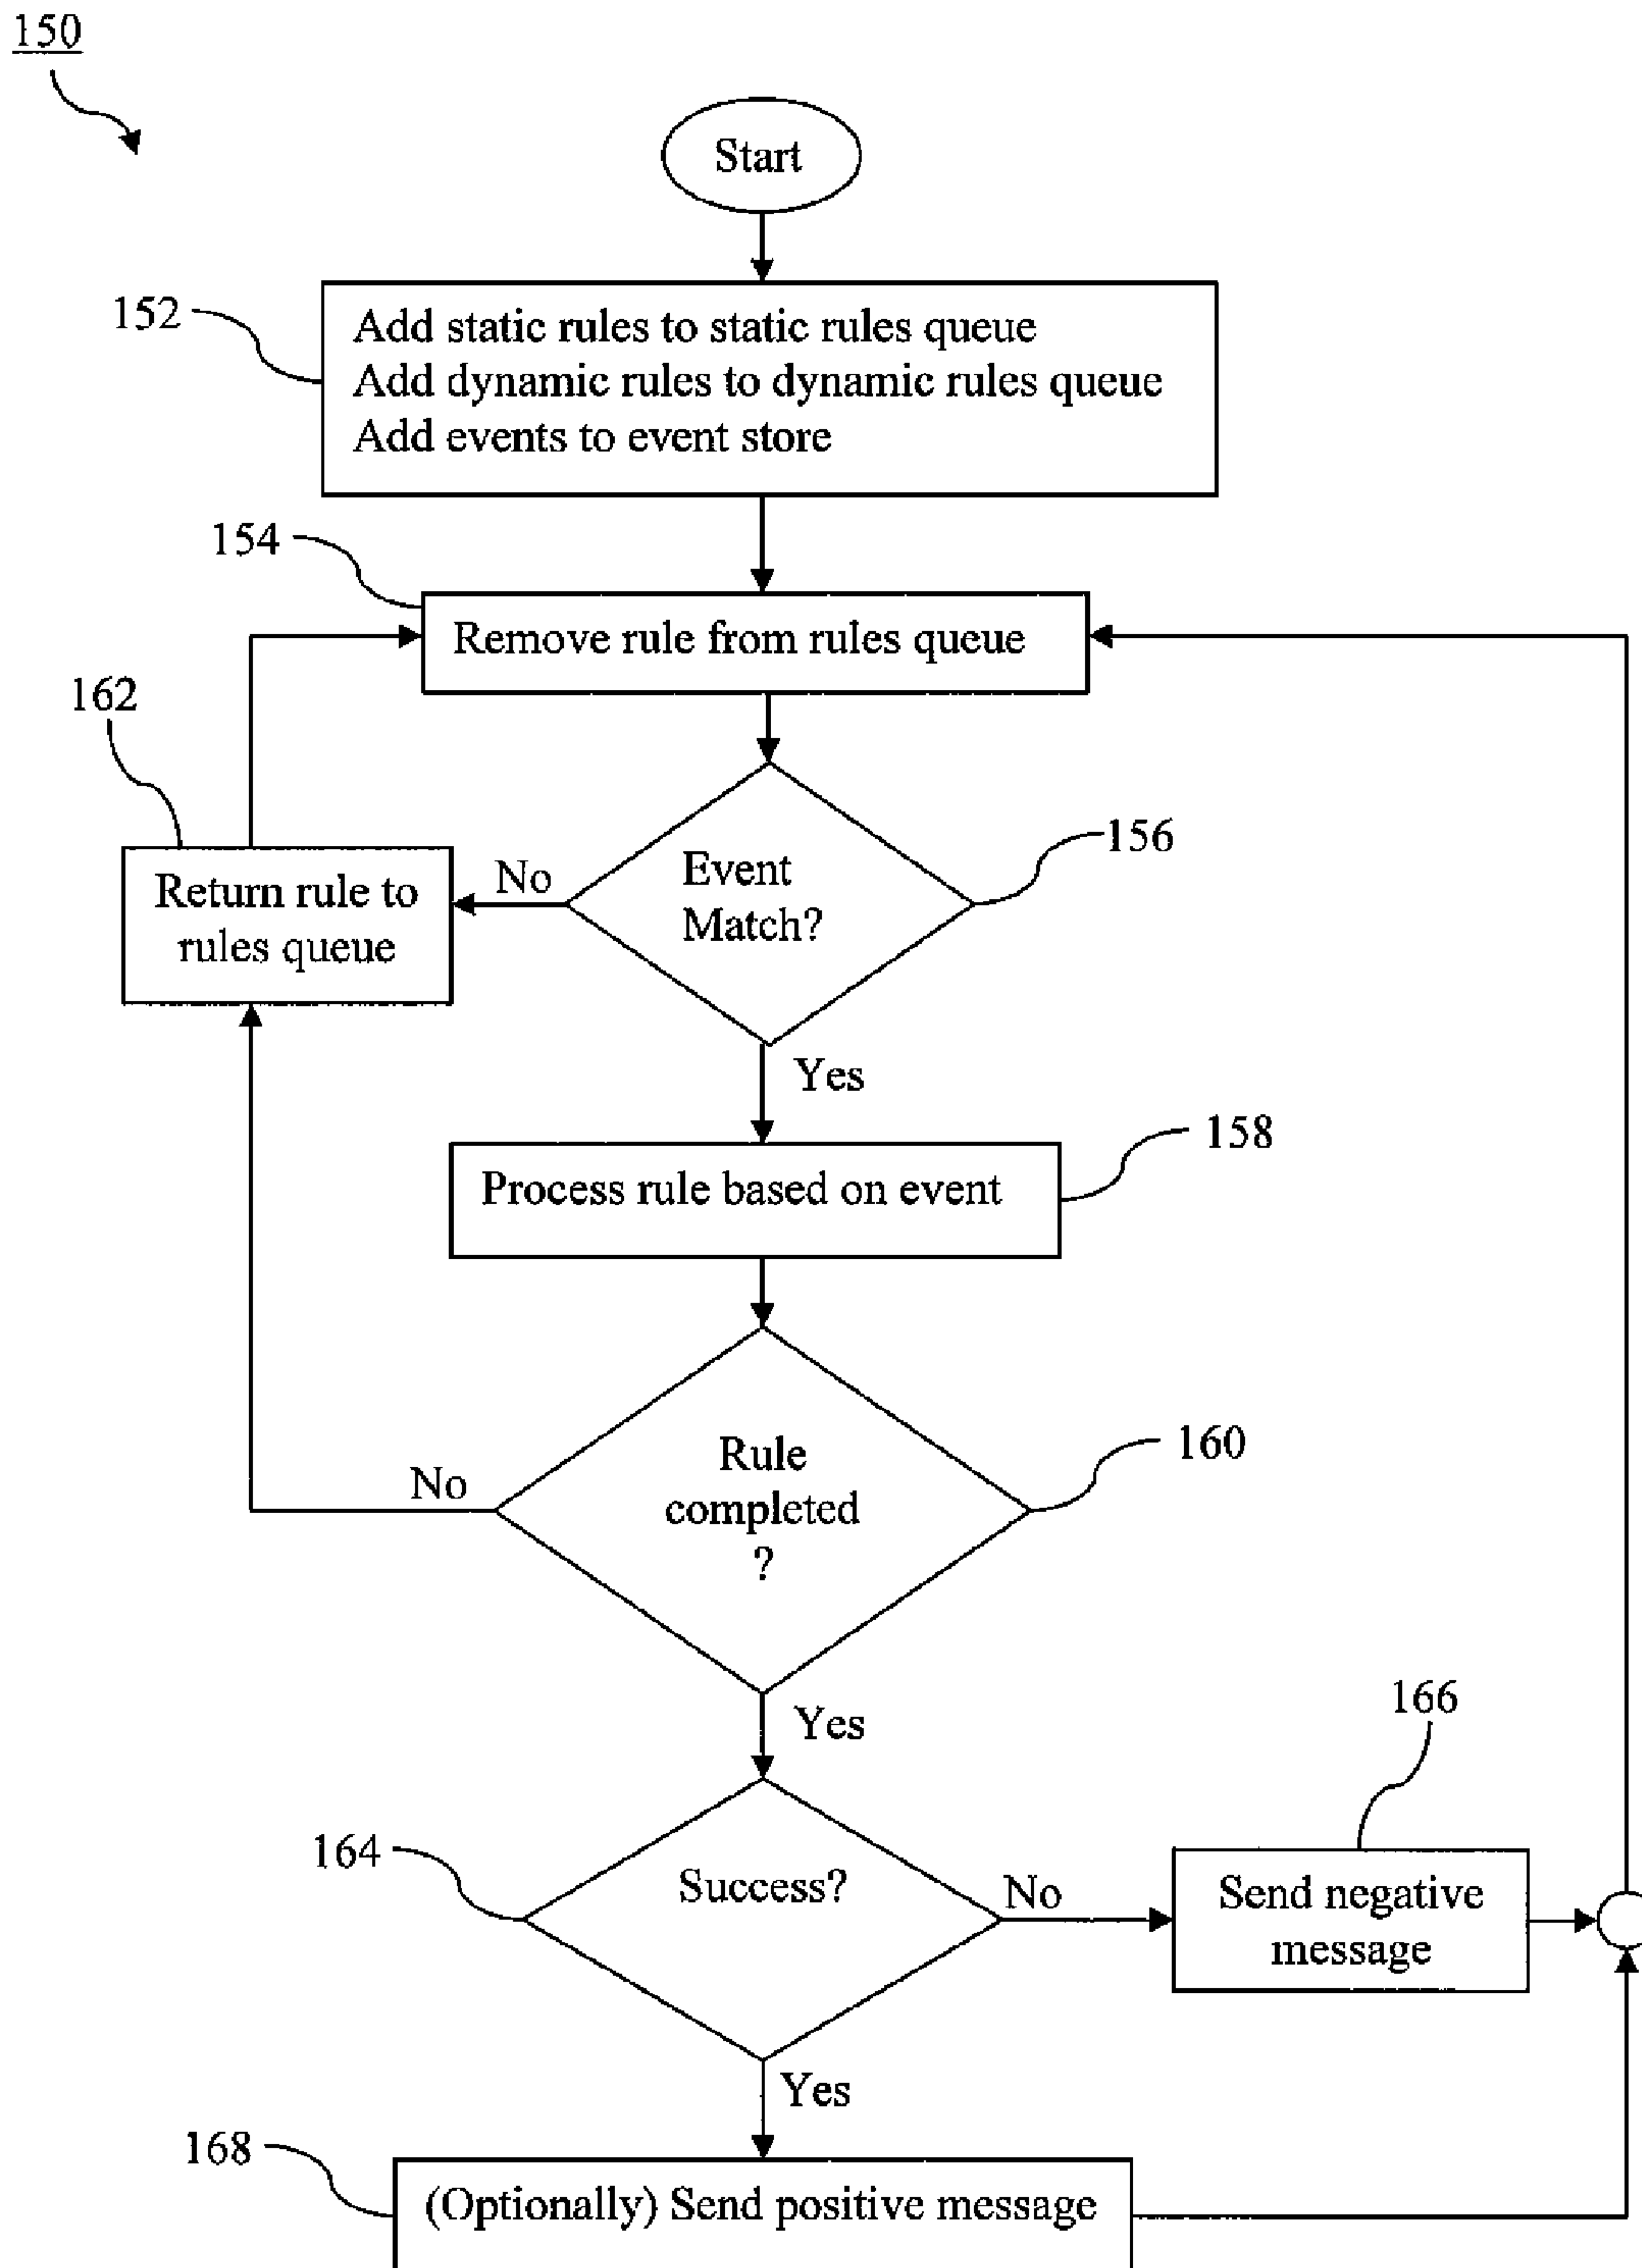 150
Start
152
Add static rules to static rules queue
Add dynamic rules to dynamic rules queue
Add events to event store
154
Remove rule from rules queue
162
156
Event
Match?
No
Return rule to
rules queue
Yes
158
Process rule based on event
160
Rule
completed
?
No
Yes
166
164
Success?
No
Send negative
message
Yes
168
(Optionally) Send positive message